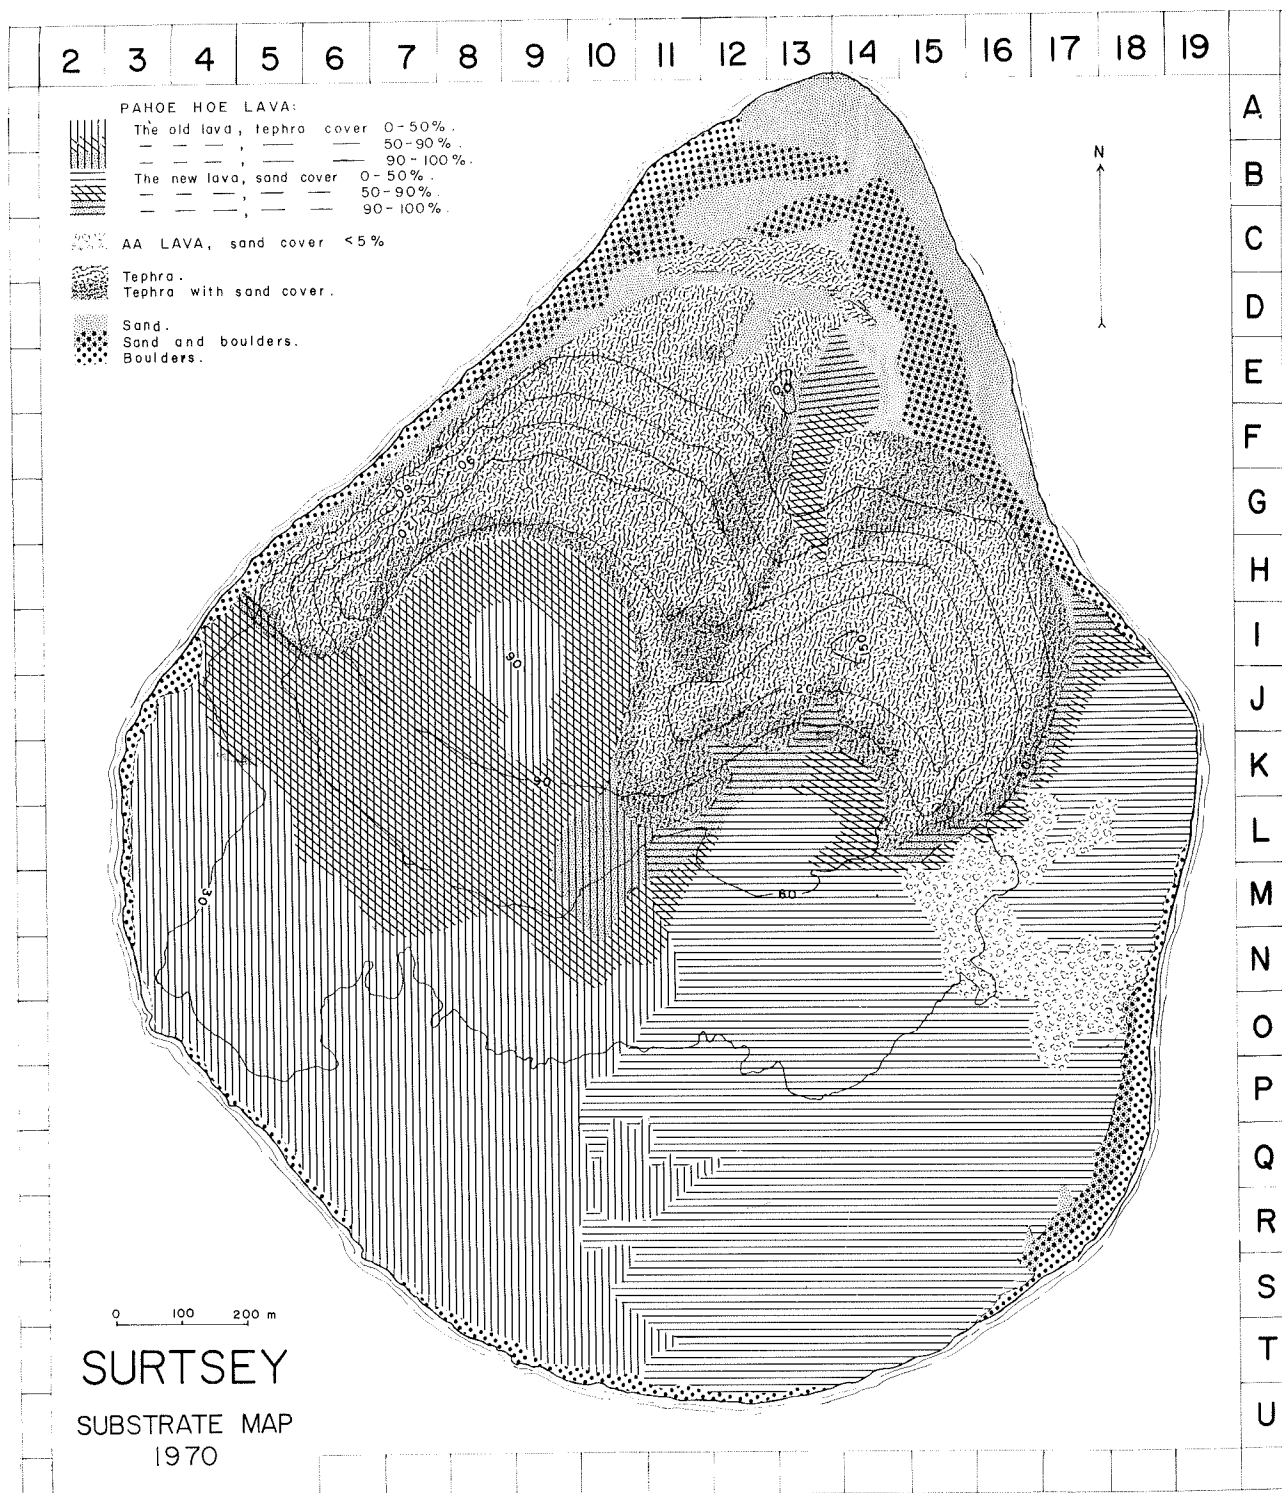 2 3 4 5 6 7 8 9 10 11 12 13 14 15 16 17 18 19
A
B
C
D
E
F
G
H
I
J
K
L
M
N
O
P
Q
R
S
T
U
PAHOE HOE LAVA:
The old lava, tephra cover 0-50%.
— — — , — — 50-90%.
— — — , — — 90-100%.
The new lava, sand cover 0-50%.
— — — , — — 50-90%.
— — — , — — 90-100%.
AA LAVA, sand cover <5%
Tephra.
Tephra with sand cover.
Sand.
Sand and boulders.
Boulders.
N
90
90
60
30
0 100 200 m
SURTSEY
SUBSTRATE MAP
1970